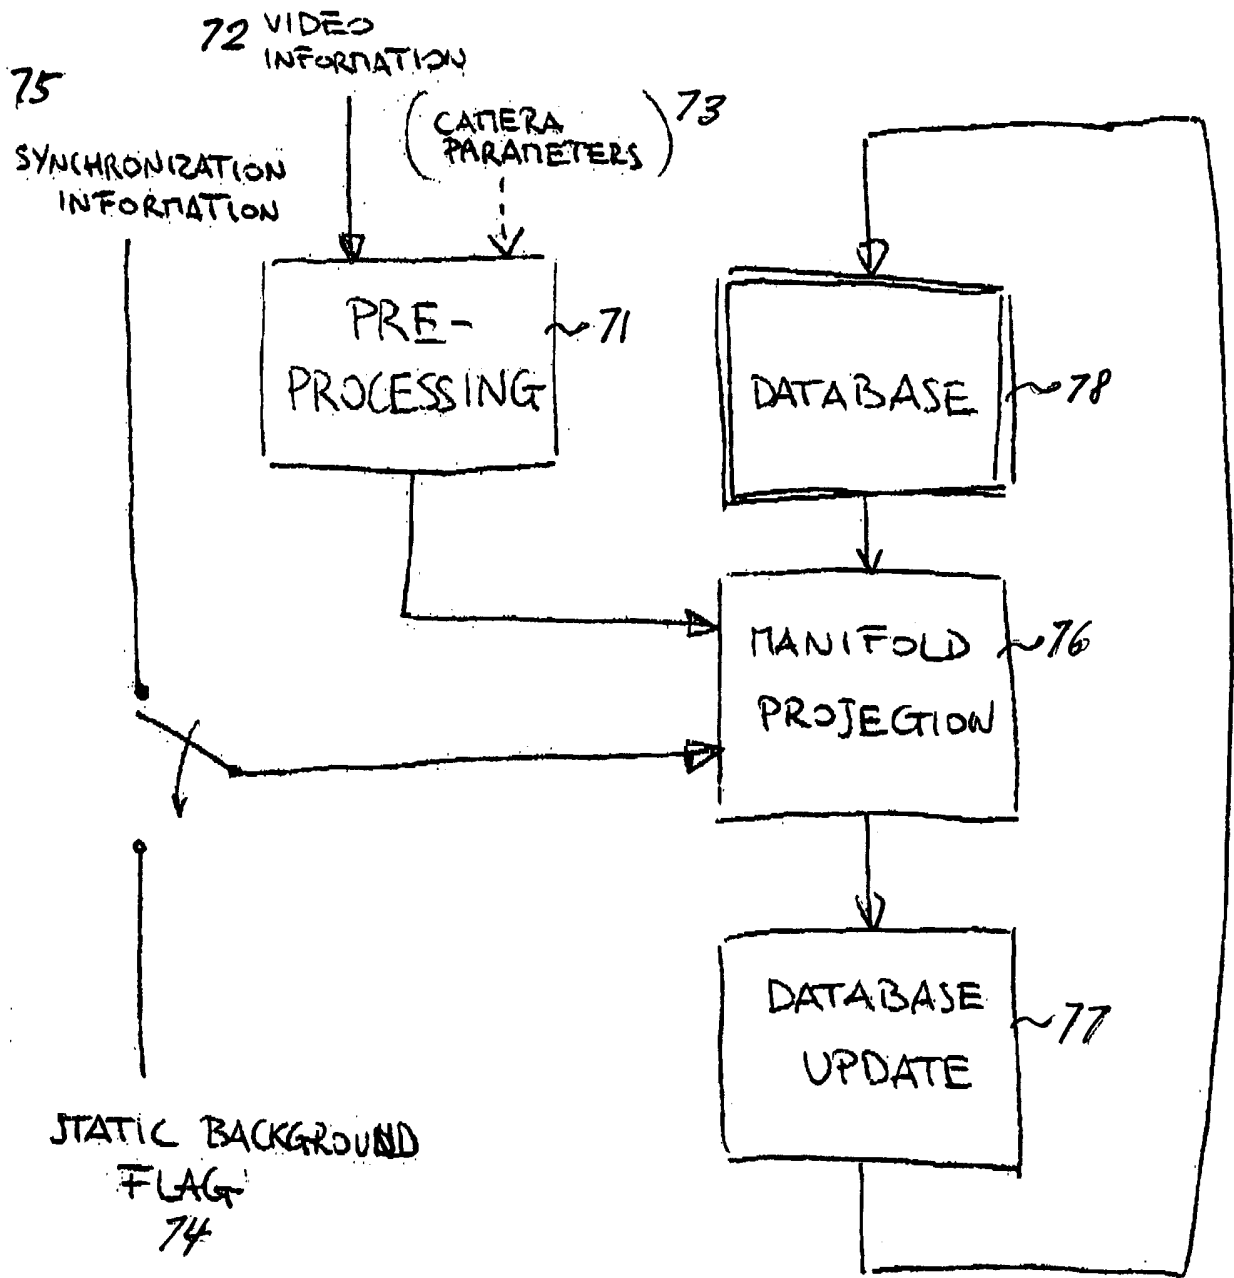 72 VIDEO
INFORMATION
75
(CAMERA
PARAMETERS) 73
SYNCHRONIZATION
INFORMATION
PRE-
PROCESSING
71
DATABASE
78
MANIFOLD
PROJECTION
76
DATABASE
UPDATE
77
STATIC BACKGROUND
FLAG
74